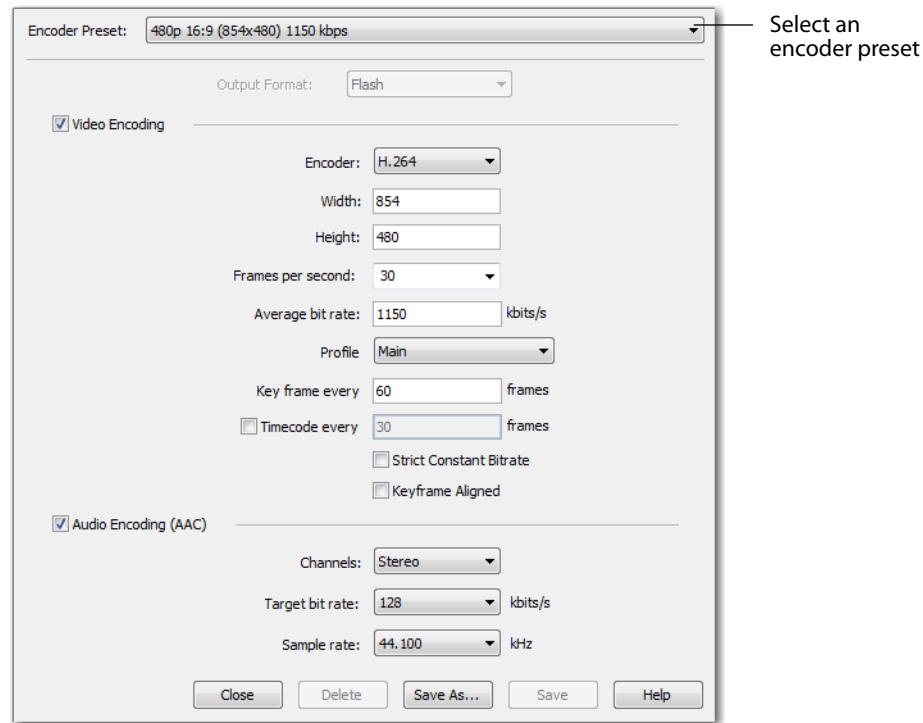 Encoder Preset: 480p 16:9 (854x480) 1150 kbps
Select an
encoder preset
Output Format: Flash
Video Encoding
Encoder: H.264
Width: 854
Height: 480
Frames per second: 30
Average bit rate: 1150 kbits/s
Profile Main
Key frame every 60 frames
Timecode every 30 frames
Strict Constant Bitrate
Keyframe Aligned
Audio Encoding (AAC)
Channels: Stereo
Target bit rate: 128 kbits/s
Sample rate: 44.100 kHz
Close Delete Save As... Save Help